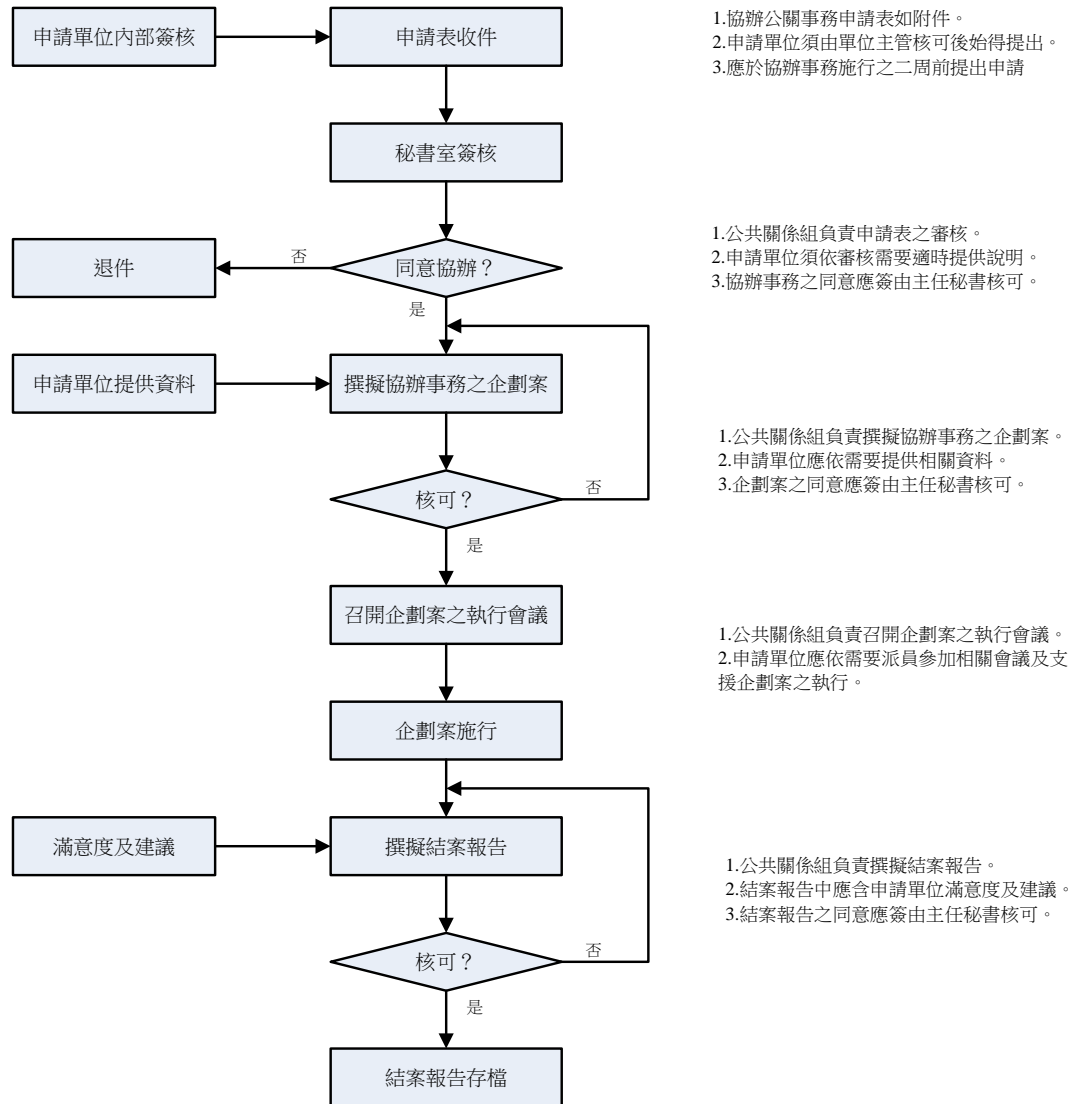 申請單位內部簽核
申請表收件
1.協辦公關事務申請表如附件。
2.申請單位須由單位主管核可後始得提出。
3.應於協辦事務施行之二周前提出申請
秘書室簽核
退件
否
同意協辦？
是
1.公共關係組負責申請表之審核。
2.申請單位須依審核需要適時提供說明。
3.協辦事務之同意應簽由主任秘書核可。
申請單位提供資料
撰擬協辦事務之企劃案
核可？
否
是
1.公共關係組負責撰擬協辦事務之企劃案。
2.申請單位應依需要提供相關資料。
3.企劃案之同意應簽由主任秘書核可。
召開企劃案之執行會議
1.公共關係組負責召開企劃案之執行會議。
2.申請單位應依需要派員參加相關會議及支
援企劃案之執行。
企劃案施行
滿意度及建議
撰擬結案報告
1.公共關係組負責撰擬結案報告。
2.結案報告中應含申請單位滿意度及建議。
3.結案報告之同意應簽由主任秘書核可。
核可？
否
是
結案報告存檔